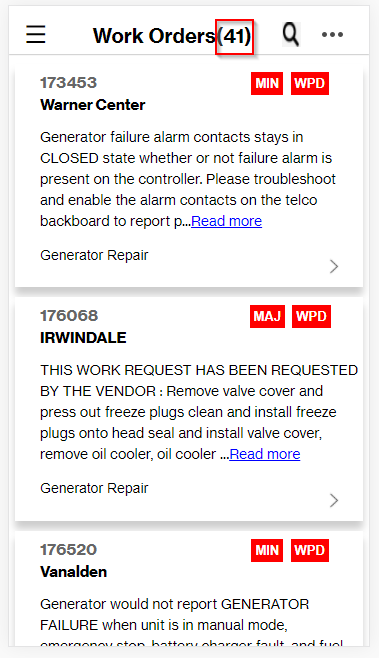 Work Orders(41)
173453 MIN WPD
Warner Center
Generator failure alarm contacts stays in
CLOSED state whether or not failure alarm is
present on the controller. Please troubleshoot
and enable the alarm contacts on the telco
backboard to report p...Read more
Generator Repair
176068 MAJ WPD
IRWINDALE
THIS WORK REQUEST HAS BEEN REQUESTED
BY THE VENDOR : Remove valve cover and
press out freeze plugs clean and install freeze
plugs onto head seal and install valve cover,
remove oil cooler, oil cooler ...Read more
Generator Repair
176520 MIN WPD
Vanalden
Generator would not report GENERATOR
FAILURE when unit is in manual mode,
emergency stop, battery charger fault, and fuel